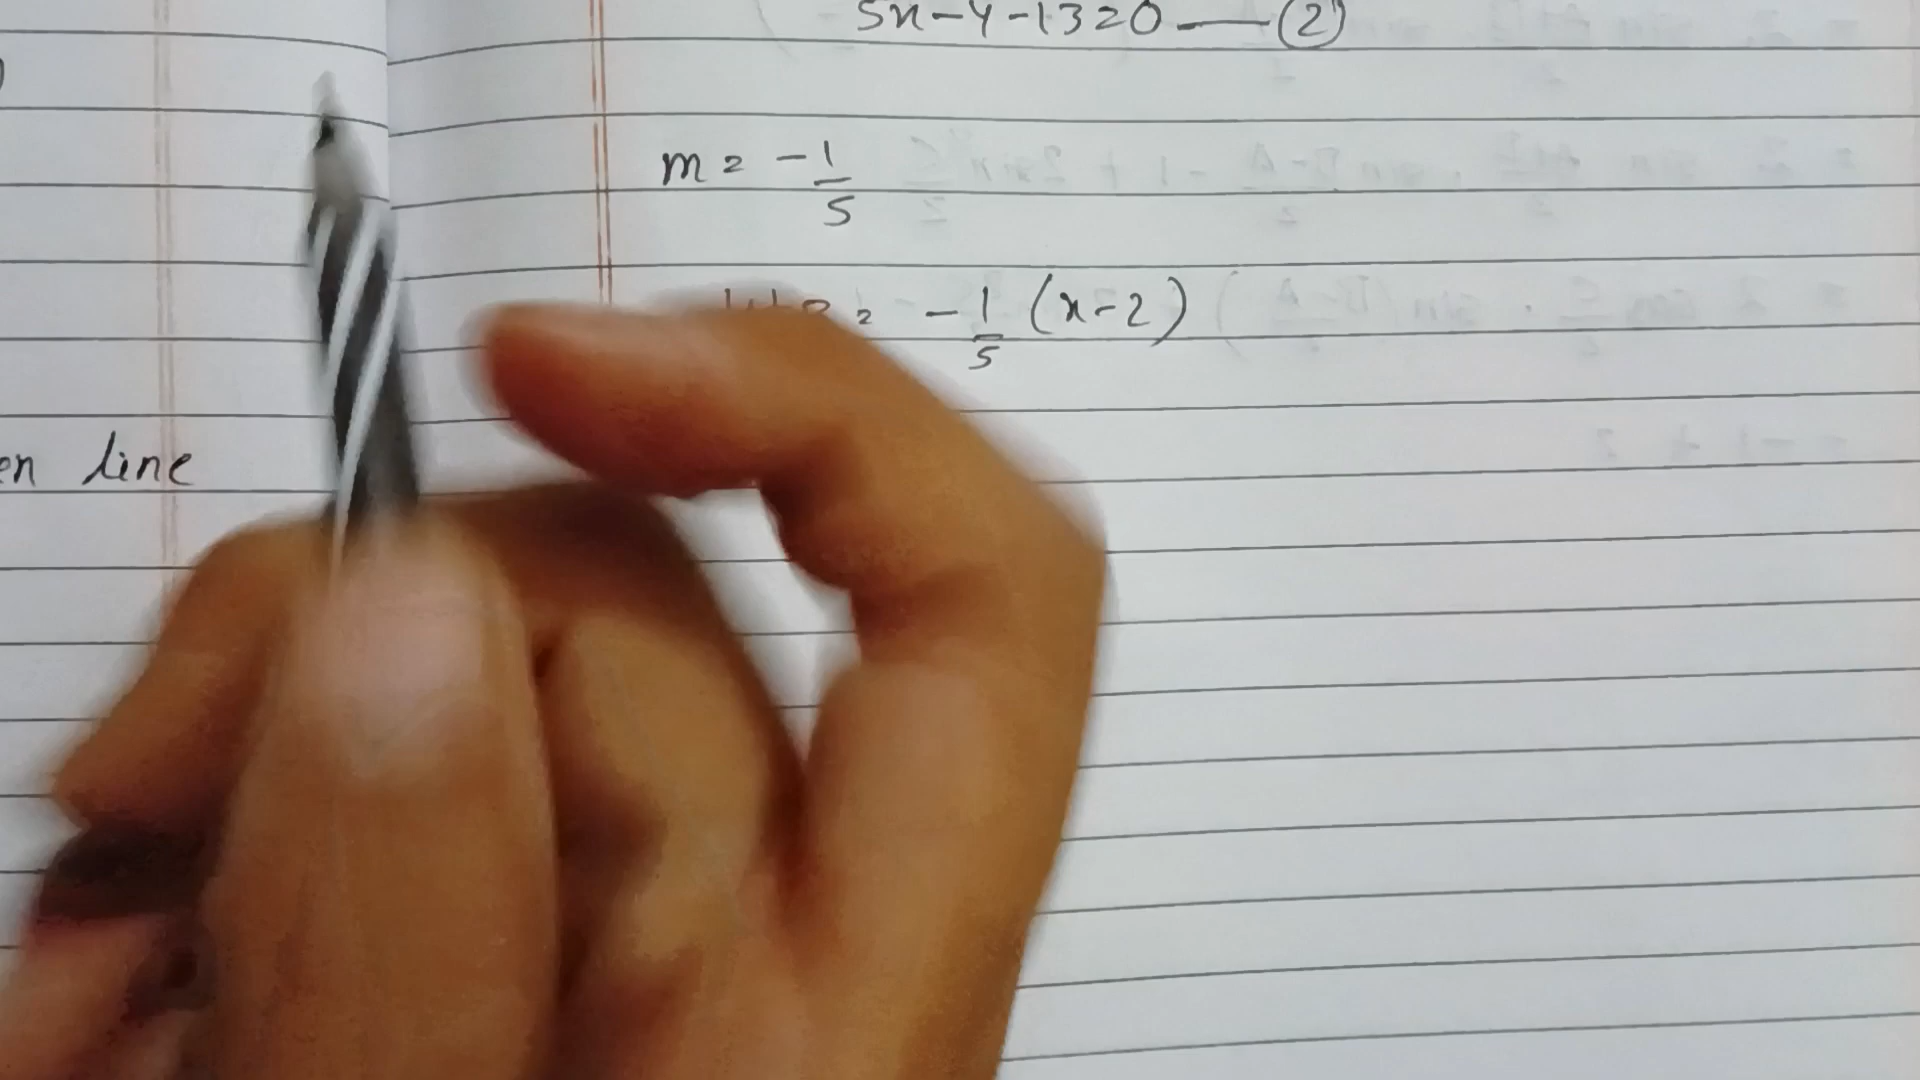 5x-y-13=0 — (2)
m = -1/5
= -1/5 (x-2)
en line